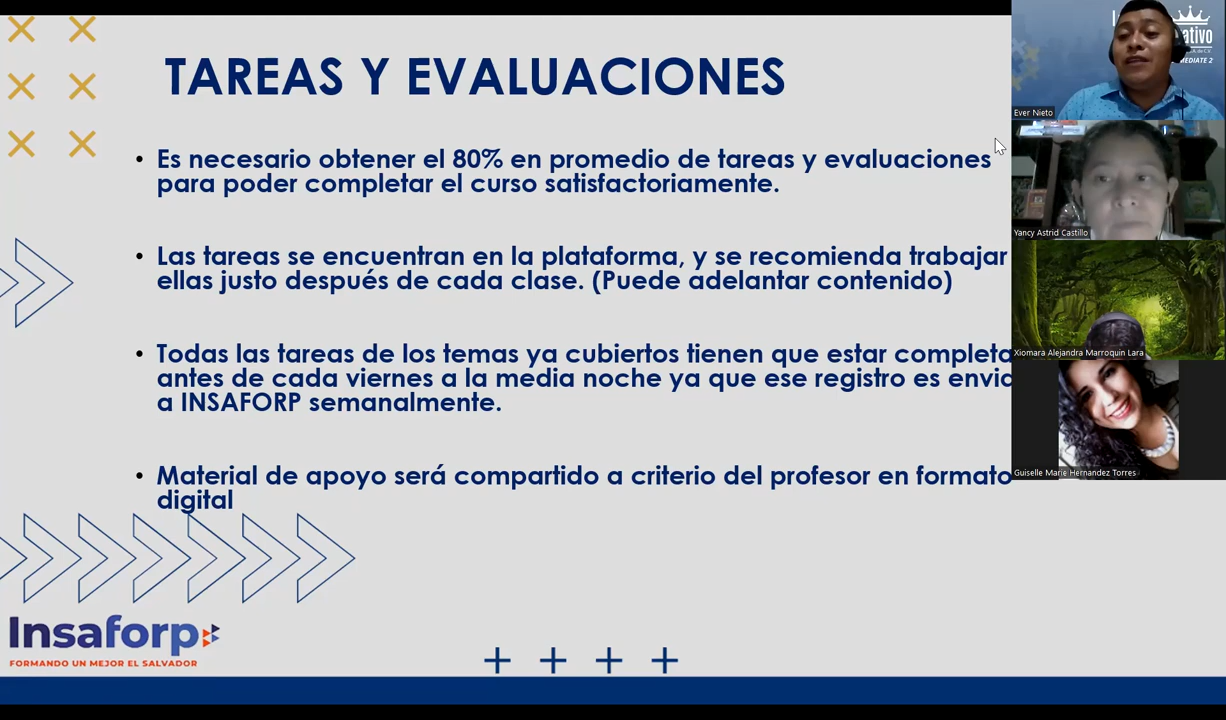 TAREAS Y EVALUACIONES
• Es necesario obtener el 80% en promedio de tareas y evaluaciones
para poder completar el curso satisfactoriamente.
• Las tareas se encuentran en la plataforma, y se recomienda trabajar
ellas justo después de cada clase. (Puede adelantar contenido)
• Todas las tareas de los temas ya cubiertos tienen que estar
antes de cada viernes a la media noche ya que ese registro es
a INSAFORP semanalmente.
• Material de apoyo será compartido a criterio del profesor en formato
digital
Insaforp
FORMANDO UN MEJOR EL SALVADOR
Ever Nieto
Yancy Astrid Castillo
Xiomara Alejandra Marroquin Lara
Guiselle Marie Hernandez Torres